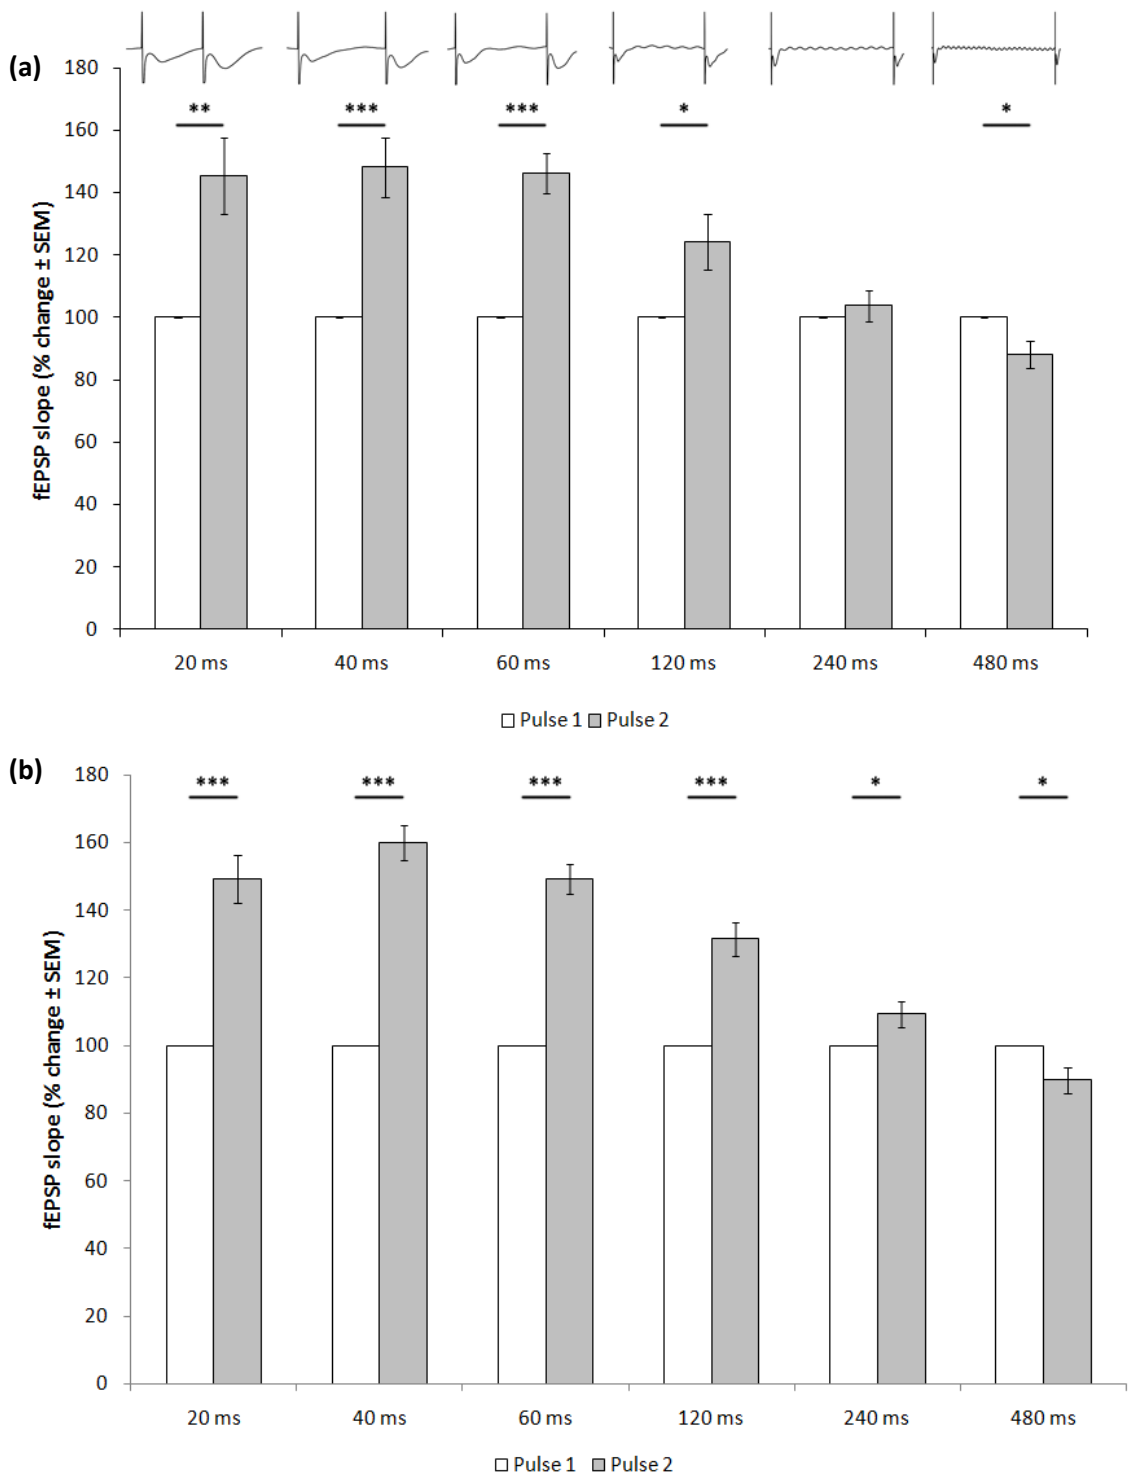 (a)
180
** *** *** * *
160
140
120
100
80
60
40
20
0
fEPSP slope (% change ± SEM)
20 ms 40 ms 60 ms 120 ms 240 ms 480 ms
Pulse 1 Pulse 2
(b)
180
*** *** *** *** * *
160
140
120
100
80
60
40
20
0
fEPSP slope (% change ± SEM)
20 ms 40 ms 60 ms 120 ms 240 ms 480 ms
Pulse 1 Pulse 2